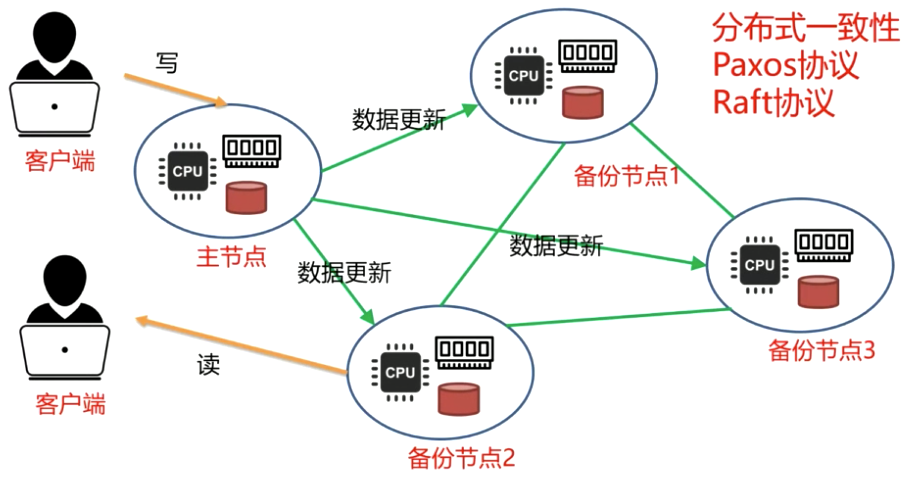 分布式一致性
Paxos协议
Raft协议
写
客户端
CPU
数据更新
CPU
备份节点1
主节点
数据更新
数据更新
CPU
备份节点3
读
客户端
CPU
备份节点2